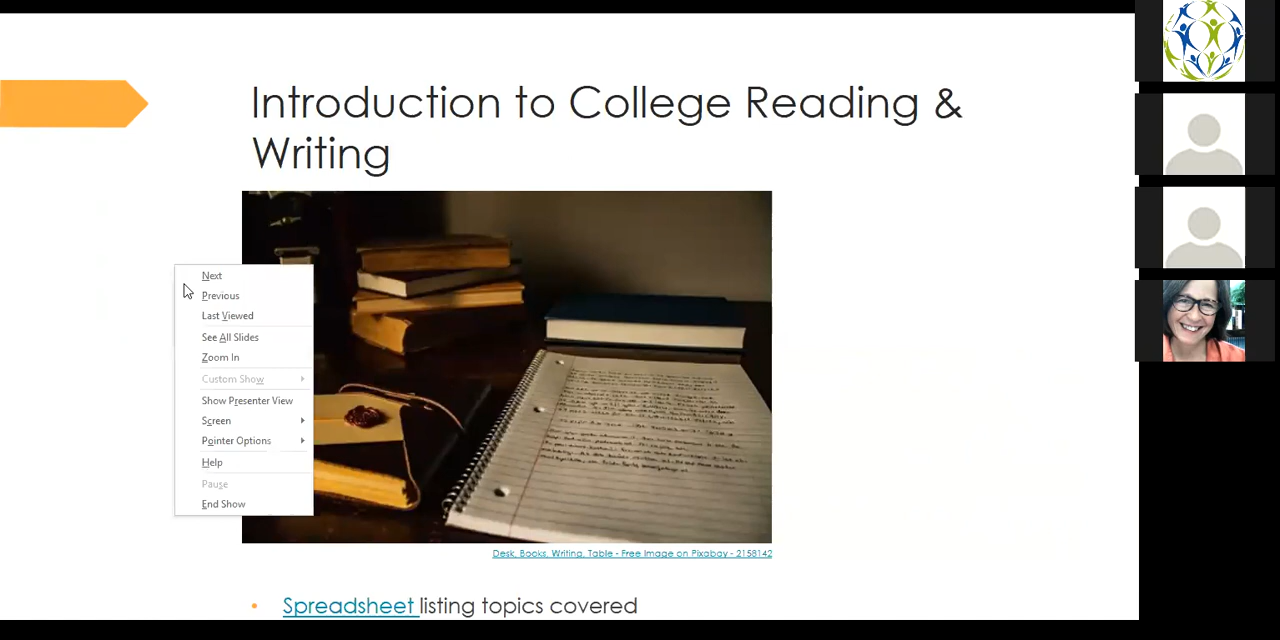 Introduction to College Reading &
Writing
Next
Previous
Last Viewed
See All Slides
Zoom In
Custom Show
Show Presenter View
Screen
Pointer Options
Help
Pause
End Show
Desk, Books, Writing, Table - Free Image on Pixabay - 2158142
• Spreadsheet listing topics covered